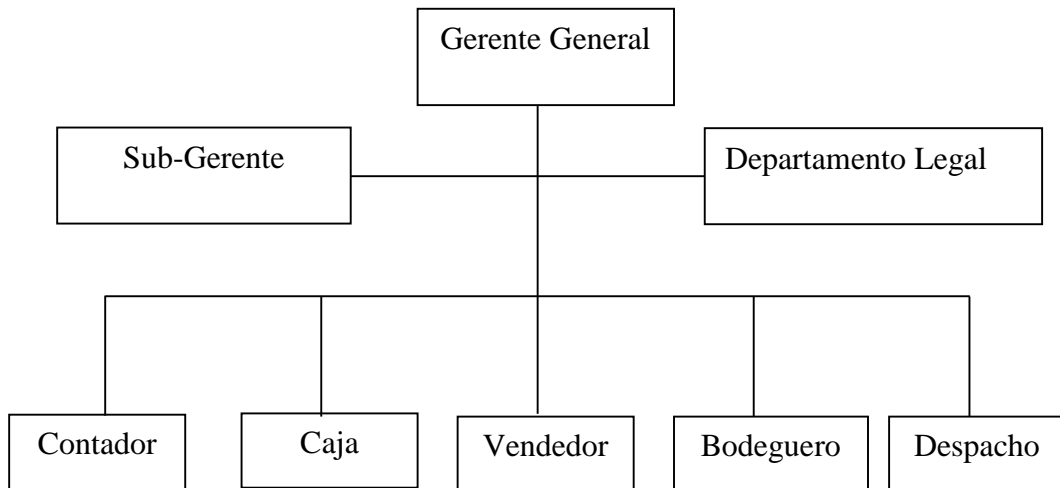 Gerente General
Sub-Gerente
Departamento Legal
Contador
Caja
Vendedor
Bodeguero
Despacho